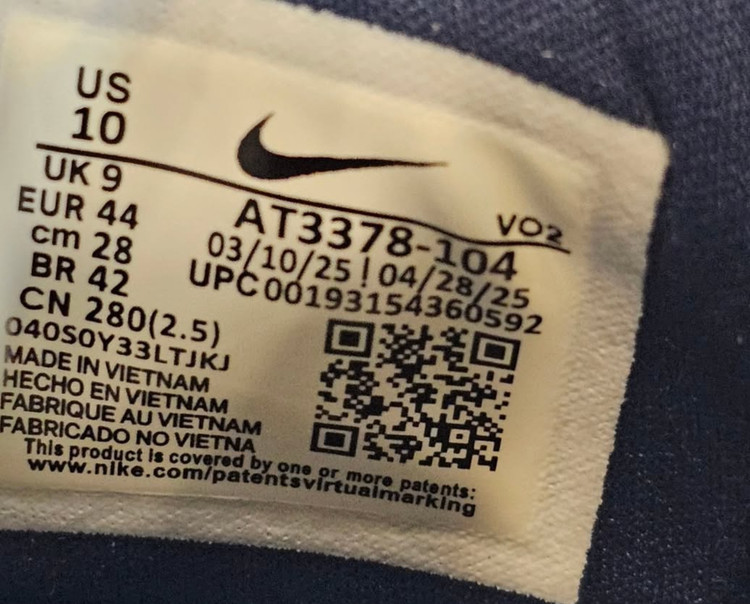 US
10
UK 9
EUR 44
cm 28
BR 42
CN 280(2.5)
VO2
AT3378-104
03/10/25 ! 04/28/25
UPC00193154360592
040S0Y33LTJKJ
MADE IN VIETNAM
HECHO EN VIETNAM
FABRIQUE AU VIETNAM
FABRICADO NO VIETNA
This product is covered by one or more patents:
www.nike.com/patentsvirtualmarking